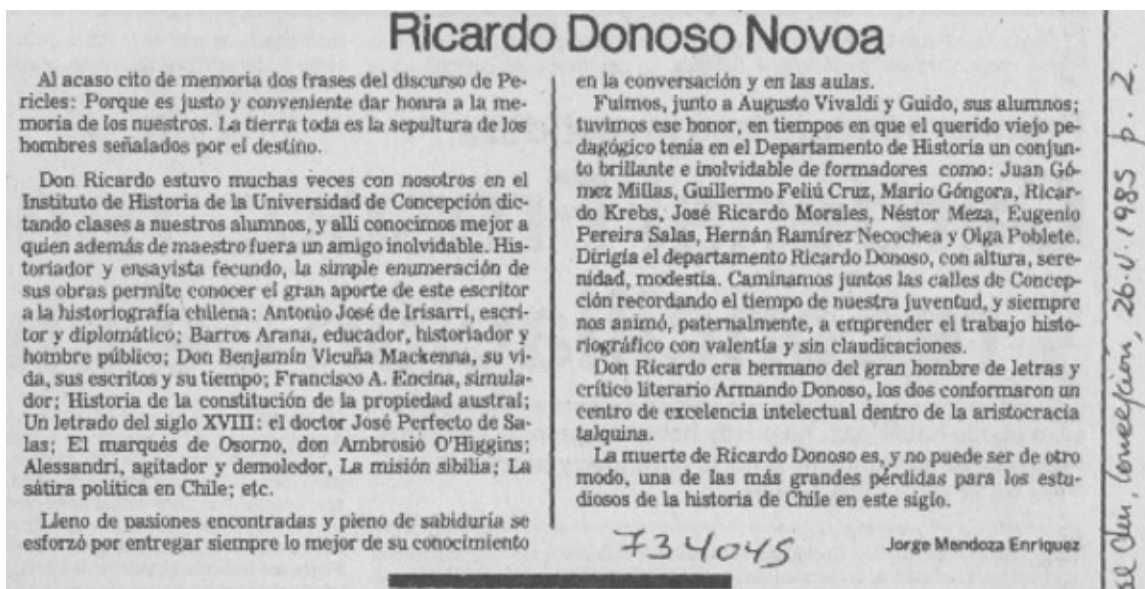 Ricardo Donoso Novoa
Al acaso cito de memoria dos frases del discurso de Pe-
ricles: Porque es justo y conveniente dar honra a la me-
moria de los nuestros. La tierra toda es la sepultura de los
hombres señalados por el destino.
Don Ricardo estuvo muchas veces con nosotros en el
Instituto de Historia de la Universidad de Concepción dic-
tando clases a nuestros alumnos, y allí conocimos mejor a
quien además de maestro fuera un amigo inolvidable. His-
toriador y ensayista fecundo, la simple enumeración de
sus obras permite conocer el gran aporte de este escritor
a la historiografía chilena: Antonio José de Irisarri, escri-
tor y diplomático; Barros Arana, educador, historiador y
hombre público; Don Benjamín Vicuña Mackenna, su vi-
da, sus escritos y su tiempo; Francisco A. Encina, simula-
dor; Historia de la constitución de la propiedad austral;
Un letrado del siglo XVIII: el doctor José Perfecto de Sa-
las; El marqués de Osorno, don Ambrosio O'Higgins;
Alessandri, agitador y demoledor, La misión sibilia; La
sátira política en Chile; etc.
Lleno de pasiones encontradas y pleno de sabiduría se
esforzó por entregar siempre lo mejor de su conocimiento
en la conversación y en las aulas.
Fuimos, junto a Augusto Vivaldi y Guido, sus alumnos;
tuvimos ese honor, en tiempos en que el querido viejo pe-
dagógico tenía en el Departamento de Historia un conjun-
to brillante e inolvidable de formadores como: Juan Gó-
mez Millas, Guillermo Feliú Cruz, Mario Góngora, Ricar-
do Krebs, José Ricardo Morales, Néstor Meza, Eugenio
Pereira Salas, Hernán Ramírez Necochea y Olga Poblete.
Dirigía el departamento Ricardo Donoso, con altura, sere-
nidad, modestia. Caminamos juntos las calles de Concep-
ción recordando el tiempo de nuestra juventud, y siempre
nos animó, paternalmente, a emprender el trabajo histo-
riográfico con valentía y sin claudicaciones.
Don Ricardo era hermano del gran hombre de letras y
crítico literario Armando Donoso, los dos conformaron un
centro de excelencia intelectual dentro de la aristocracia
talquina.
La muerte de Ricardo Donoso es, y no puede ser de otro
modo, una de las más grandes pérdidas para los estu-
diosos de la historia de Chile en este siglo.
734045
Jorge Mendoza Enríquez
Concepción, 26.V.1985 p. 2.